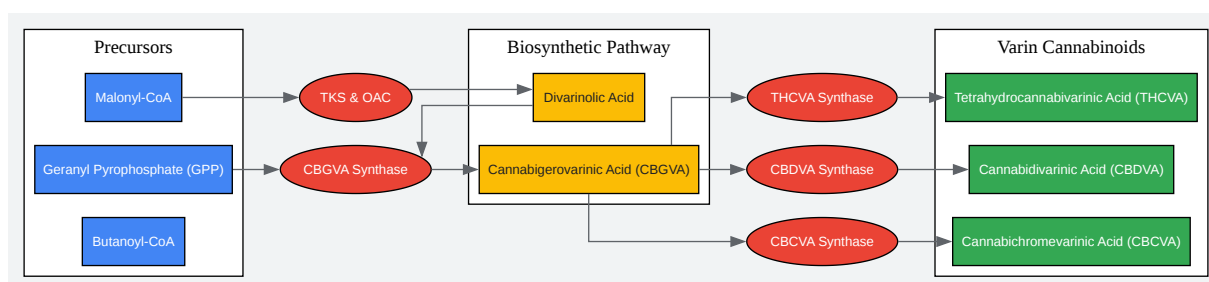 Precursors
Biosynthetic Pathway
Varin Cannabinoids
Malonyl-CoA
TKS & OAC
Divarinolic Acid
THCVA Synthase
Tetrahydrocannabivarinic Acid (THCVA)
Geranyl Pyrophosphate (GPP)
CBGVA Synthase
Cannabigerovarinic Acid (CBGVA)
CBDVA Synthase
Cannabidivarinic Acid (CBDVA)
Butanoyl-CoA
CBCVA Synthase
Cannabichromevarinic Acid (CBCVA)